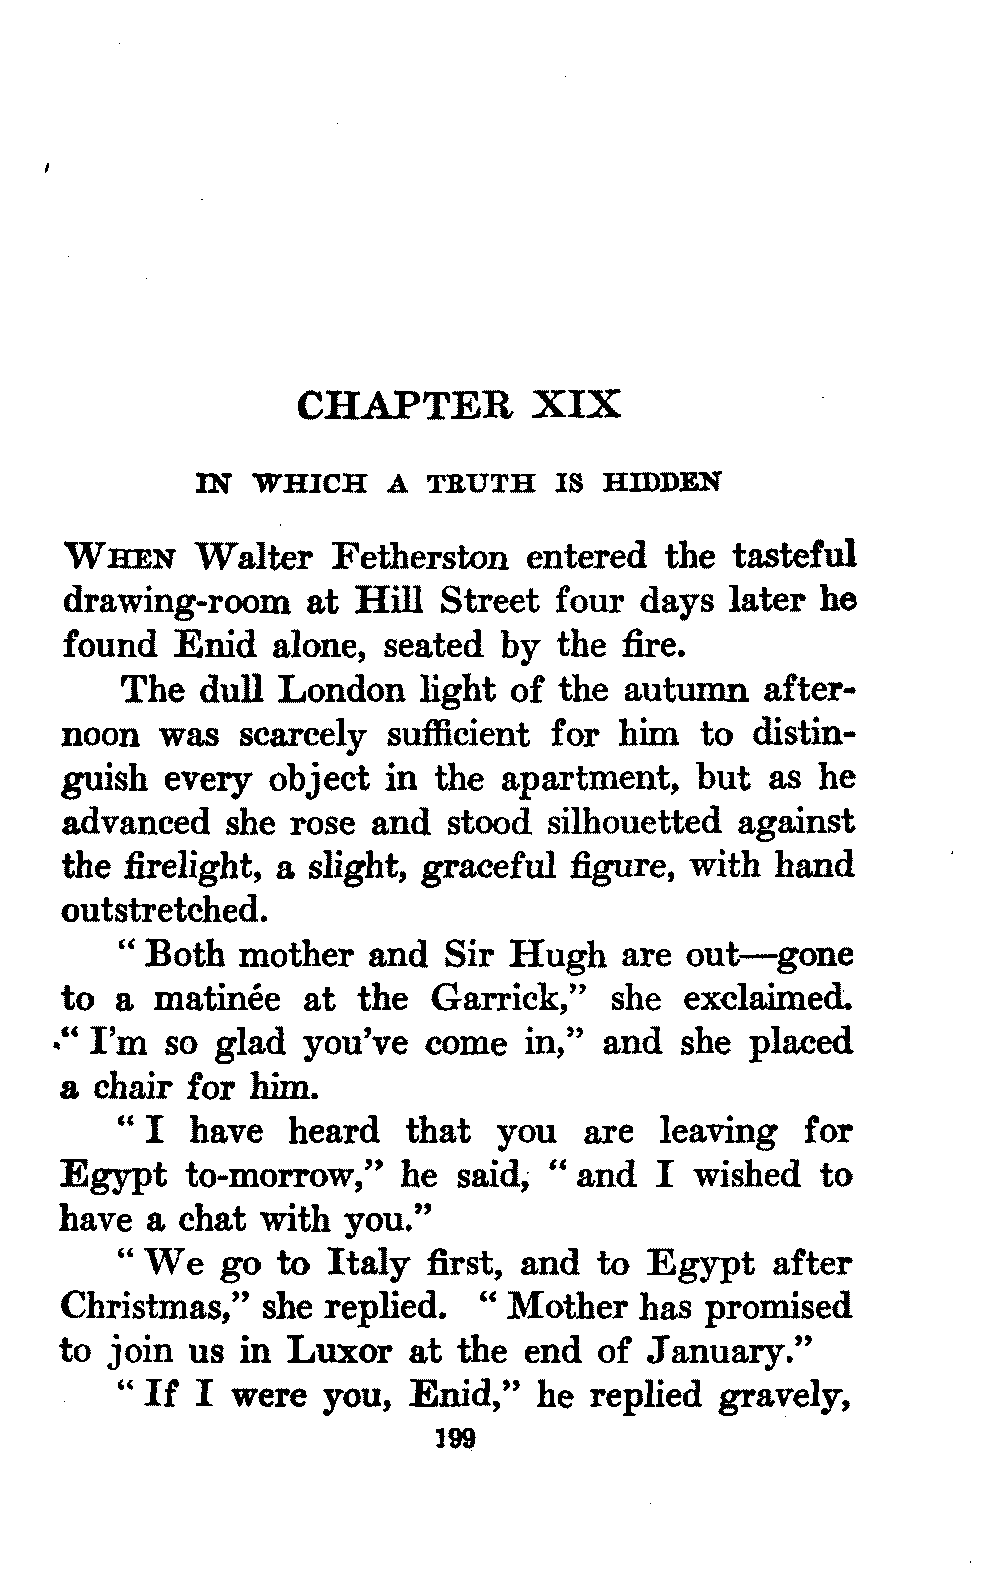 CHAPTER XIX
IN WHICH A TRUTH IS HIDDEN
WHEN Walter Fetherston entered the tasteful
drawing-room at Hill Street four days later he
found Enid alone, seated by the fire.
The dull London light of the autumn after-
noon was scarcely sufficient for him to distin-
guish every object in the apartment, but as he
advanced she rose and stood silhouetted against
the firelight, a slight, graceful figure, with hand
outstretched.
“ Both mother and Sir Hugh are out—gone
to a matinée at the Garrick,” she exclaimed.
“ I’m so glad you’ve come in,” and she placed
a chair for him.
“ I have heard that you are leaving for
Egypt to-morrow,” he said, “ and I wished to
have a chat with you.”
“ We go to Italy first, and to Egypt after
Christmas,” she replied. “ Mother has promised
to join us in Luxor at the end of January.”
“ If I were you, Enid,” he replied gravely,
199